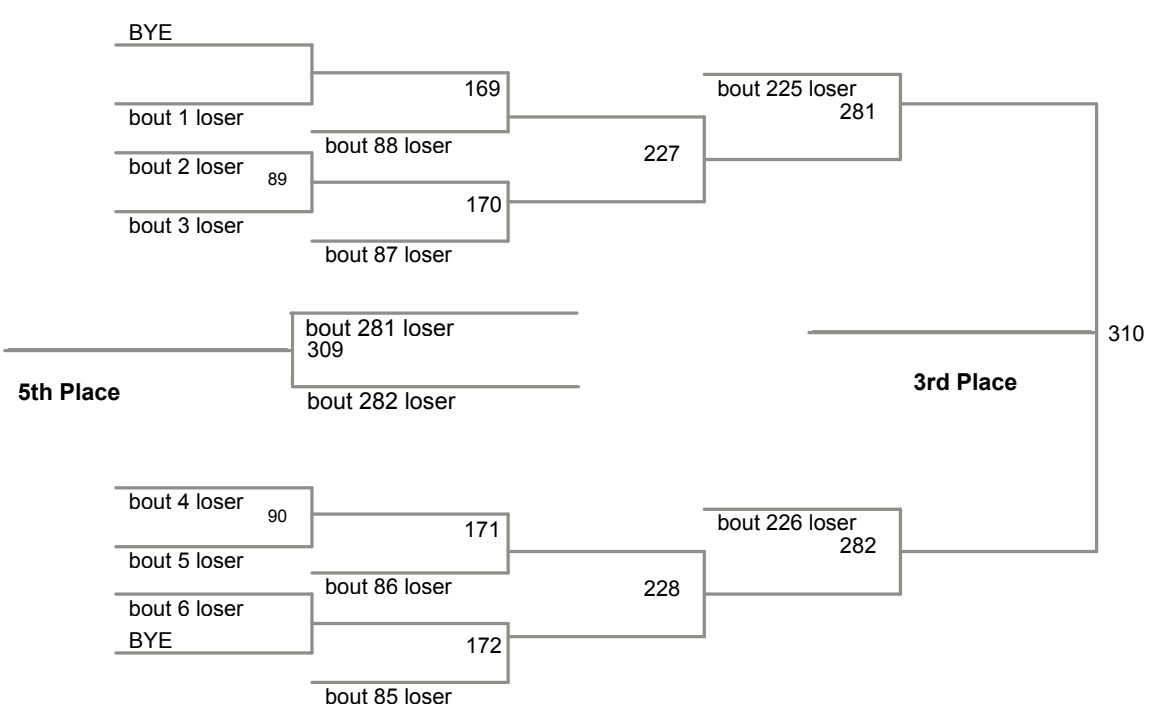 BYE
bout 1 loser
169
bout 88 loser
bout 2 loser
89
bout 3 loser
170
bout 87 loser
227
bout 225 loser
281
bout 281 loser
309
bout 282 loser
5th Place
310
3rd Place
bout 4 loser
90
bout 5 loser
171
bout 86 loser
bout 6 loser
BYE
172
bout 85 loser
228
bout 226 loser
282